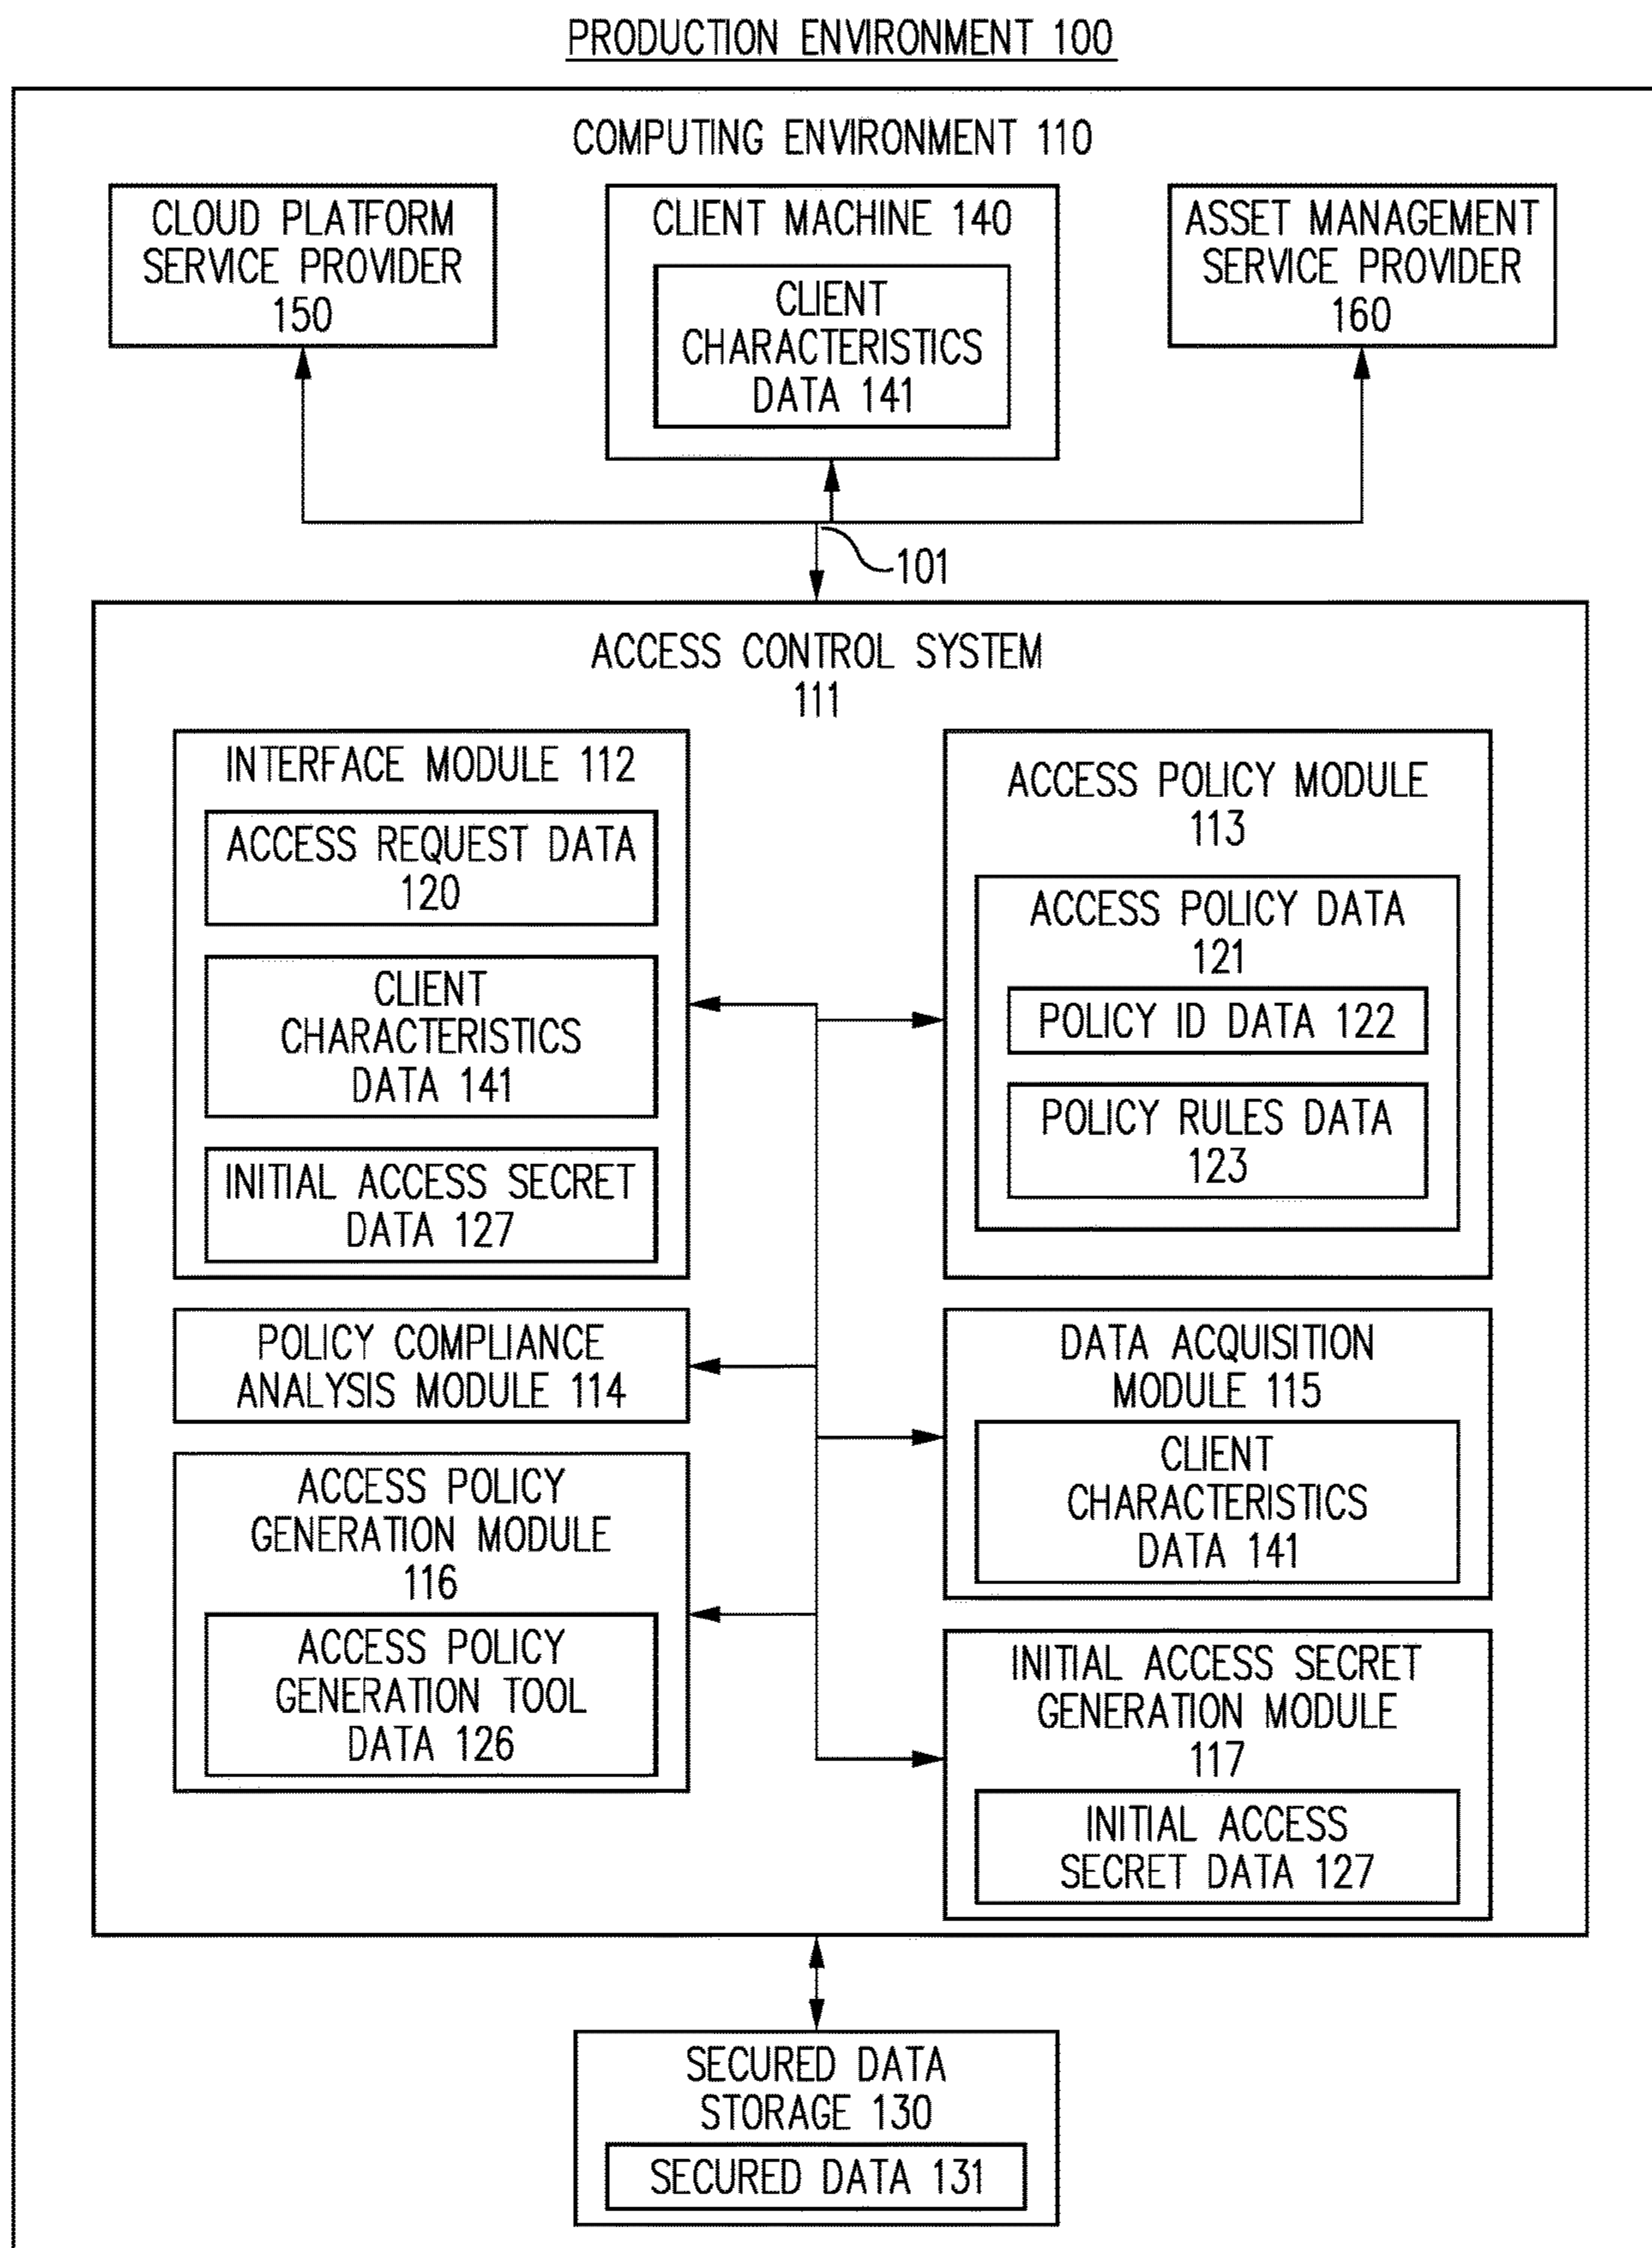 PRODUCTION ENVIRONMENT 100
COMPUTING ENVIRONMENT 110
CLOUD PLATFORM
SERVICE PROVIDER
150
CLIENT MACHINE 140
CLIENT
CHARACTERISTICS
DATA 141
ASSET MANAGEMENT
SERVICE PROVIDER
160
101
ACCESS CONTROL SYSTEM
111
INTERFACE MODULE 112
ACCESS REQUEST DATA
120
CLIENT
CHARACTERISTICS
DATA 141
INITIAL ACCESS SECRET
DATA 127
ACCESS POLICY MODULE
113
ACCESS POLICY DATA
121
POLICY ID DATA 122
POLICY RULES DATA
123
POLICY COMPLIANCE
ANALYSIS MODULE 114
DATA ACQUISITION
MODULE 115
CLIENT
CHARACTERISTICS
DATA 141
ACCESS POLICY
GENERATION MODULE
116
ACCESS POLICY
GENERATION TOOL
DATA 126
INITIAL ACCESS SECRET
GENERATION MODULE
117
INITIAL ACCESS
SECRET DATA 127
SECURED DATA
STORAGE 130
SECURED DATA 131